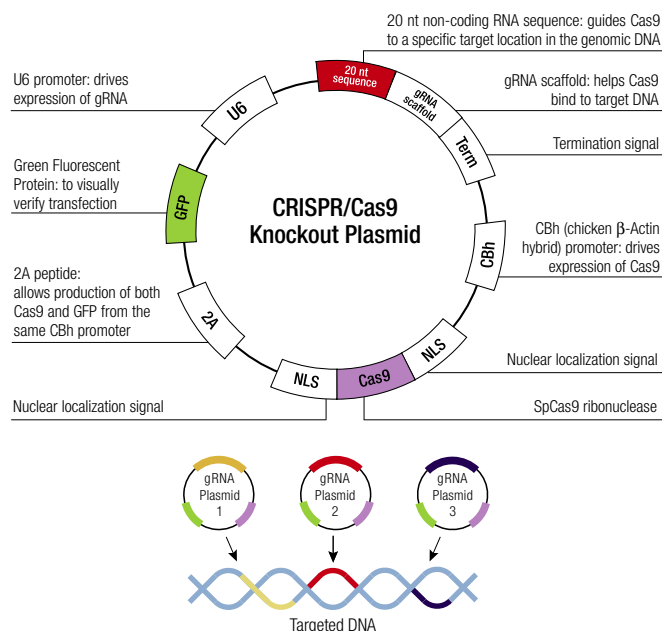 20 nt non-coding RNA sequence: guides Cas9
to a specific target location in the genomic DNA
U6 promoter: drives
expression of gRNA
20 nt
sequence
gRNA
scaffold
gRNA scaffold: helps Cas9
bind to target DNA
U6
Term
Termination signal
Green Fluorescent
Protein: to visually
verify transfection
GFP
CRISPR/Cas9
Knockout Plasmid
CBh
CBh (chicken β-Actin
hybrid) promoter: drives
expression of Cas9
2A peptide:
allows production of both
Cas9 and GFP from the
same CBh promoter
2A
NLS
Cas9
NLS
Nuclear localization signal
Nuclear localization signal
SpCas9 ribonuclease
gRNA
Plasmid
1
gRNA
Plasmid
2
gRNA
Plasmid
3
Targeted DNA